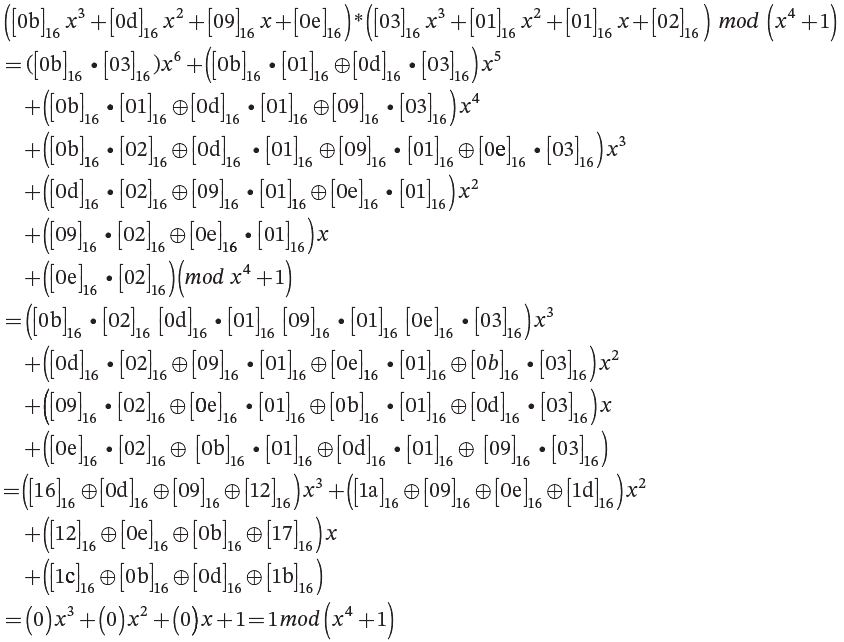 ([0b]₁₆ x³ + [0d]₁₆ x² + [09]₁₆ x + [0e]₁₆) * ([03]₁₆ x³ + [01]₁₆ x² + [01]₁₆ x + [02]₁₆) mod (x⁴ + 1)
= ([0b]₁₆ • [03]₁₆)x⁶ + ([0b]₁₆ • [01]₁₆ ⊕ [0d]₁₆ • [03]₁₆)x⁵
+ ([0b]₁₆ • [01]₁₆ ⊕ [0d]₁₆ • [01]₁₆ ⊕ [09]₁₆ • [03]₁₆)x⁴
+ ([0b]₁₆ • [02]₁₆ ⊕ [0d]₁₆ • [01]₁₆ ⊕ [09]₁₆ • [01]₁₆ ⊕ [0e]₁₆ • [03]₁₆)x³
+ ([0d]₁₆ • [02]₁₆ ⊕ [09]₁₆ • [01]₁₆ ⊕ [0e]₁₆ • [01]₁₆)x²
+ ([09]₁₆ • [02]₁₆ ⊕ [0e]₁₆ • [01]₁₆)x
+ ([0e]₁₆ • [02]₁₆)(mod x⁴ + 1)
= ([0b]₁₆ • [02]₁₆ [0d]₁₆ • [01]₁₆ [09]₁₆ • [01]₁₆ [0e]₁₆ • [03]₁₆)x³
+ ([0d]₁₆ • [02]₁₆ ⊕ [09]₁₆ • [01]₁₆ ⊕ [0e]₁₆ • [01]₁₆ ⊕ [0b]₁₆ • [03]₁₆)x²
+ ([09]₁₆ • [02]₁₆ ⊕ [0e]₁₆ • [01]₁₆ ⊕ [0b]₁₆ • [01]₁₆ ⊕ [0d]₁₆ • [03]₁₆)x
+ ([0e]₁₆ • [02]₁₆ ⊕ [0b]₁₆ • [01]₁₆ ⊕ [0d]₁₆ • [01]₁₆ ⊕ [09]₁₆ • [03]₁₆)
= ([16]₁₆ ⊕ [0d]₁₆ ⊕ [09]₁₆ ⊕ [12]₁₆)x³ + ([1a]₁₆ ⊕ [09]₁₆ ⊕ [0e]₁₆ ⊕ [1d]₁₆)x²
+ ([12]₁₆ ⊕ [0e]₁₆ ⊕ [0b]₁₆ ⊕ [17]₁₆)x
+ ([1c]₁₆ ⊕ [0b]₁₆ ⊕ [0d]₁₆ ⊕ [1b]₁₆)
= (0)x³ + (0)x² + (0)x + 1 = 1 mod (x⁴ + 1)